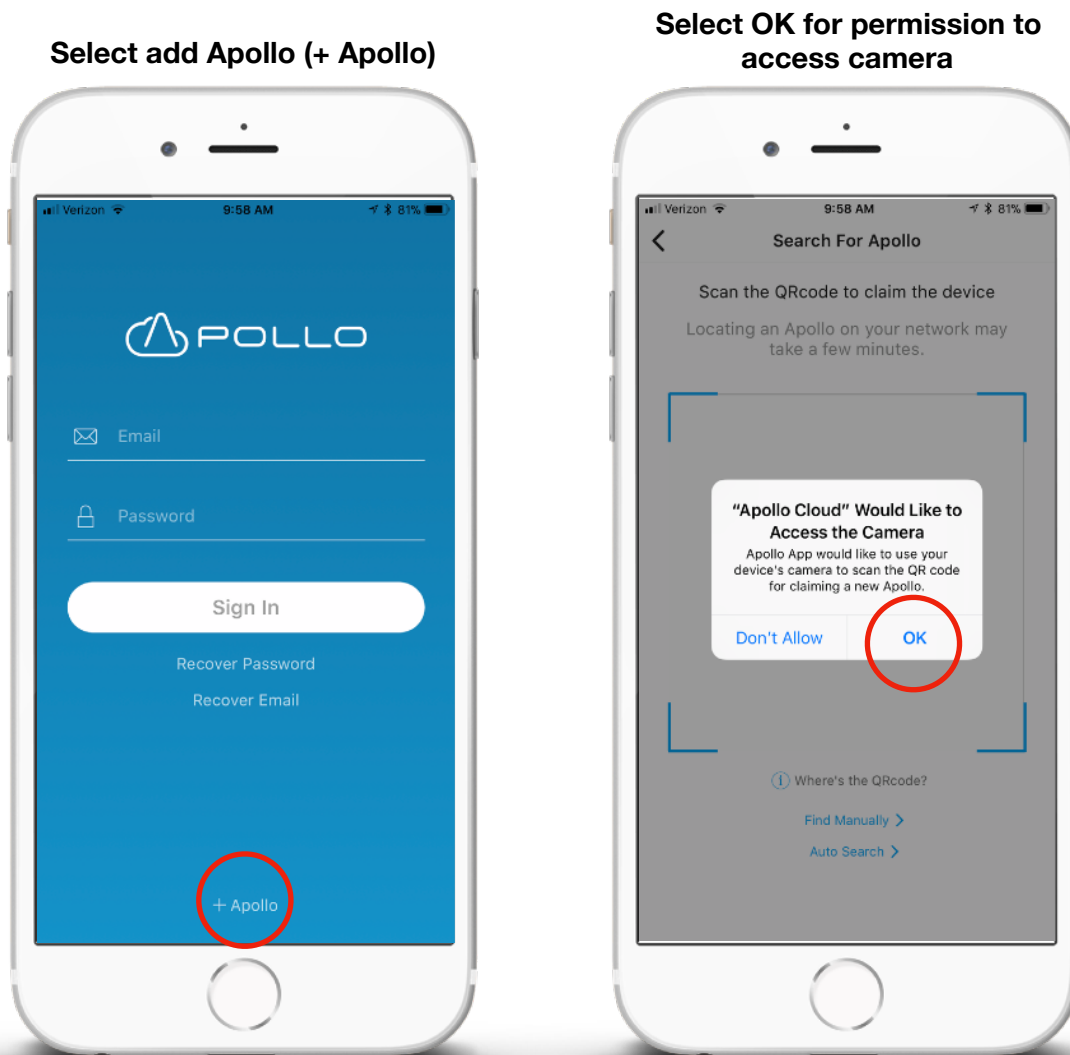 Select add Apollo (+ Apollo)
Verizon 9:58 AM 81%
APOLLO
Email
Password
Sign In
Recover Password
Recover Email
+ Apollo
Select OK for permission to
access camera
Verizon 9:58 AM 81%
Search For Apollo
Scan the QRcode to claim the device
Locating an Apollo on your network may
take a few minutes.
“Apollo Cloud” Would Like to
Access the Camera
Apollo App would like to use your
device's camera to scan the QR code
for claiming a new Apollo.
Don't Allow OK
Where's the QRcode?
Find Manually
Auto Search